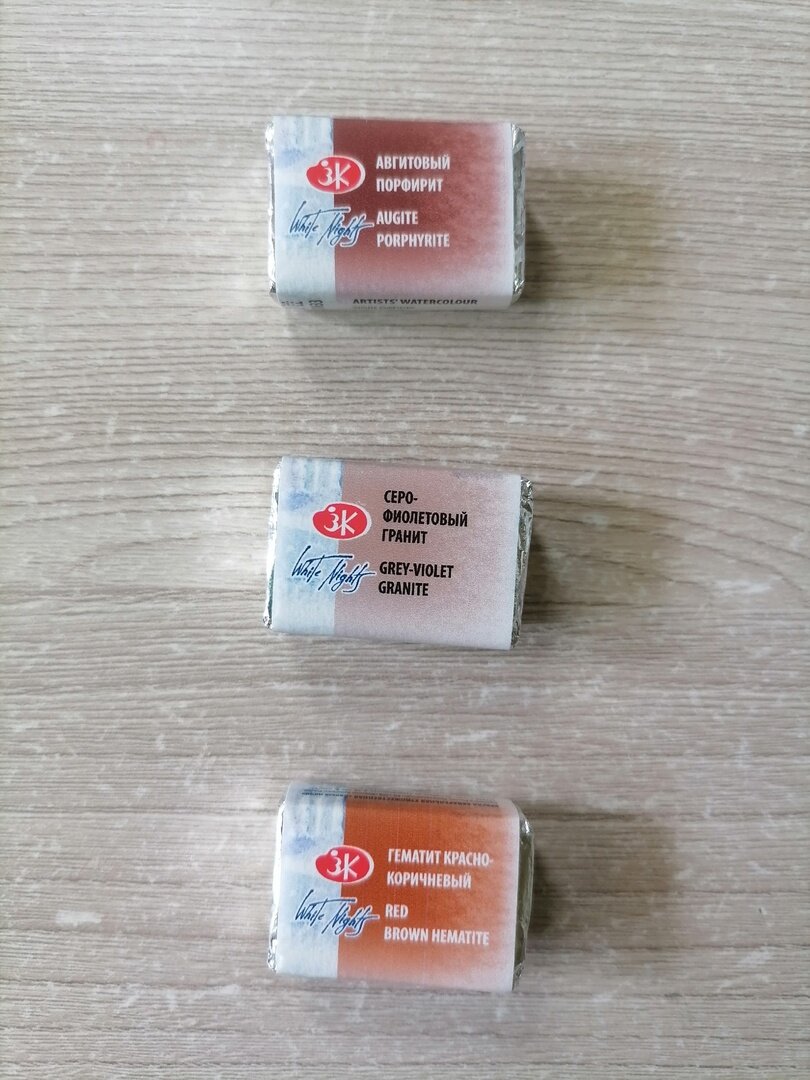 ЗК
АВГИТОВЫЙ
ПОРФИРИТ
White Nights
AUGITE
PORPHYRITE
ARTISTS' WATERCOLOUR
ЗК
СЕРО-
ФИОЛЕТОВЫЙ
ГРАНИТ
White Nights
GREY-VIOLET
GRANITE
ЗК
ГЕМАТИТ КРАСНО-
КОРИЧНЕВЫЙ
White Nights
RED
BROWN HEMATITE